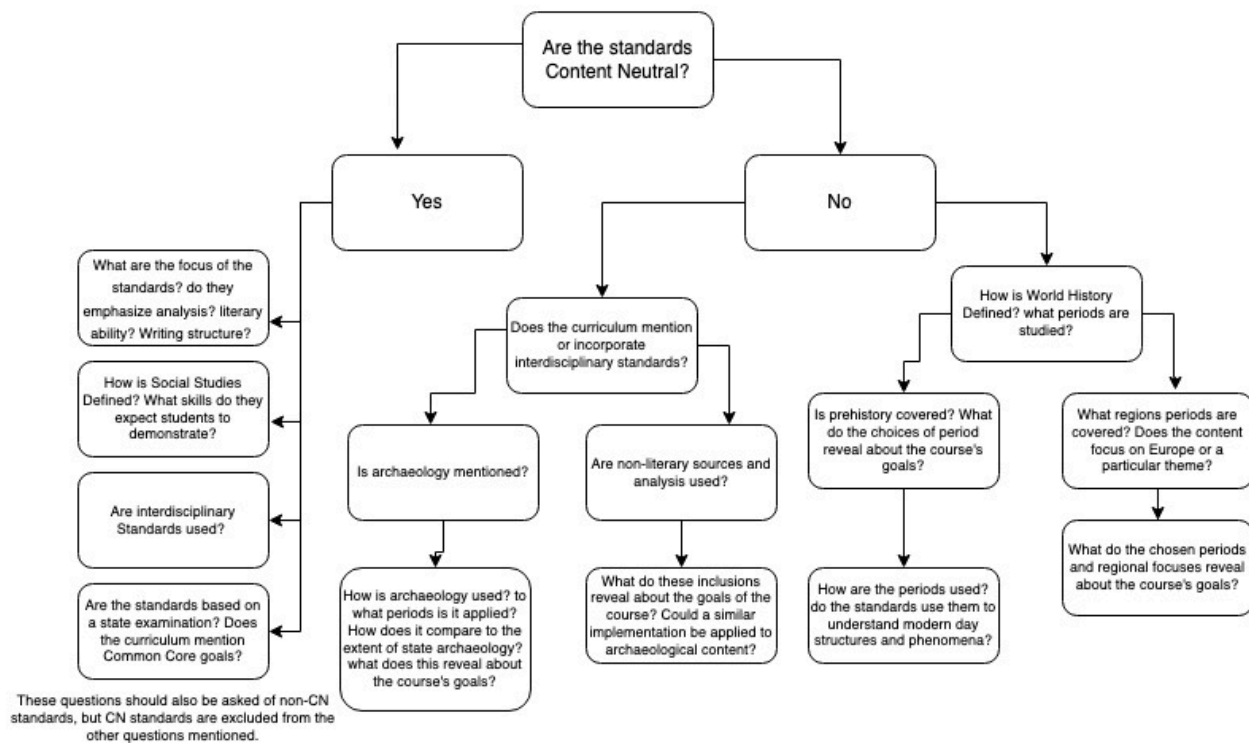 Are the standards
Content Neutral?
Yes
No
What are the focus of the
standards? do they
emphasize analysis? literary
ability? Writing structure?
How is Social Studies
Defined? What skills do they
expect students to
demonstrate?
Are interdisciplinary
Standards used?
Are the standards based on
a state examination? Does
the curriculum mention
Common Core goals?
These questions should also be asked of non-CN
standards, but CN standards are excluded from the
other questions mentioned.
Does the curriculum mention
or incorporate
interdisciplinary standards?
Is archaeology mentioned?
How is archaeology used? to
what periods is it applied?
How does it compare to the
extent of state archaeology?
what does this reveal about
the course's goals?
Are non-literary sources and
analysis used?
What do these inclusions
reveal about the goals of the
course? Could a similar
implementation be applied to
archaeological content?
How is World History
Defined? what periods are
studied?
Is prehistory covered? What
do the choices of period
reveal about the course's
goals?
How are the periods used?
do the standards use them to
understand modern day
structures and phenomena?
What regions periods are
covered? Does the content
focus on Europe or a
particular theme?
What do the chosen periods
and regional focuses reveal
about the course's goals?